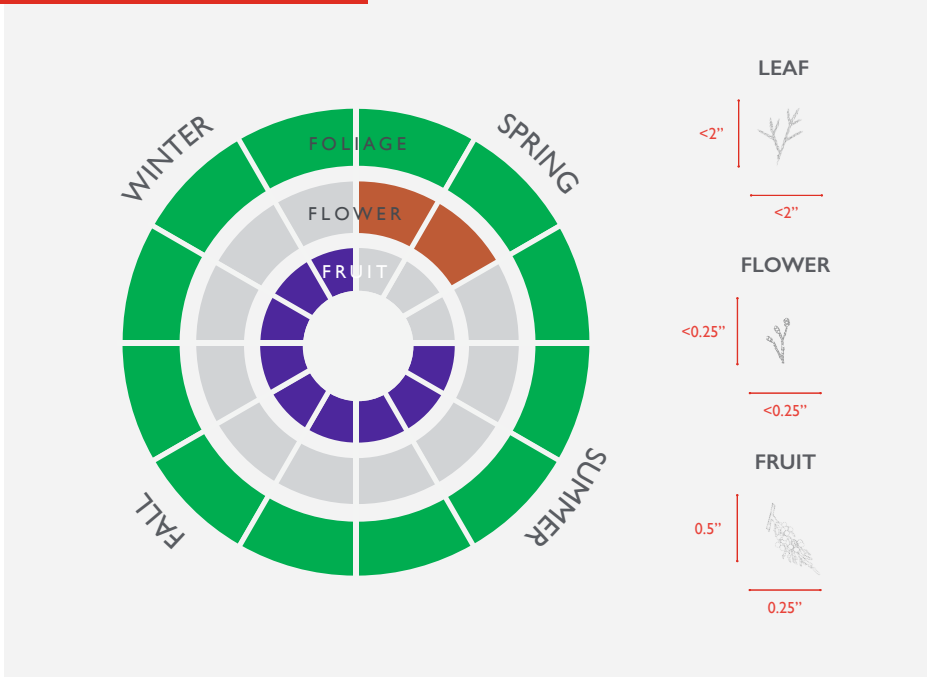 WINTER
SPRING
SUMMER
FALL
FOLIAGE
FLOWER
FRUIT
LEAF
<2”
<2”
FLOWER
<0.25”
<0.25”
FRUIT
0.5”
0.25”